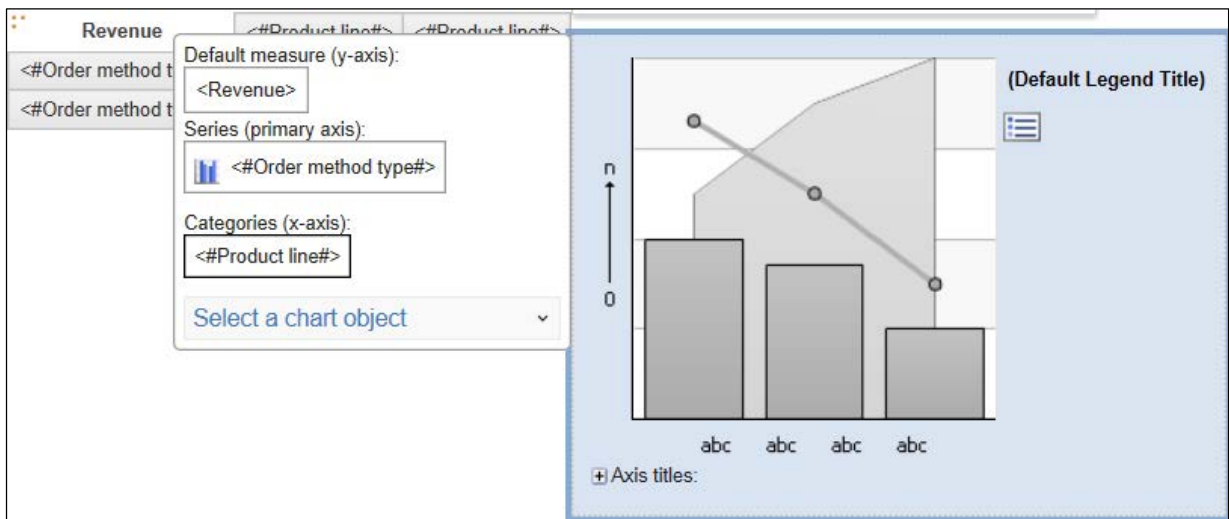 Revenue
<#Product line#>
<#Product line#>
<#Order method t
<#Order method t
Default measure (y-axis):
<Revenue>
Series (primary axis):
<#Order method type#>
Categories (x-axis):
<#Product line#>
Select a chart object
(Default Legend Title)
n
0
abc abc abc abc
Axis titles: